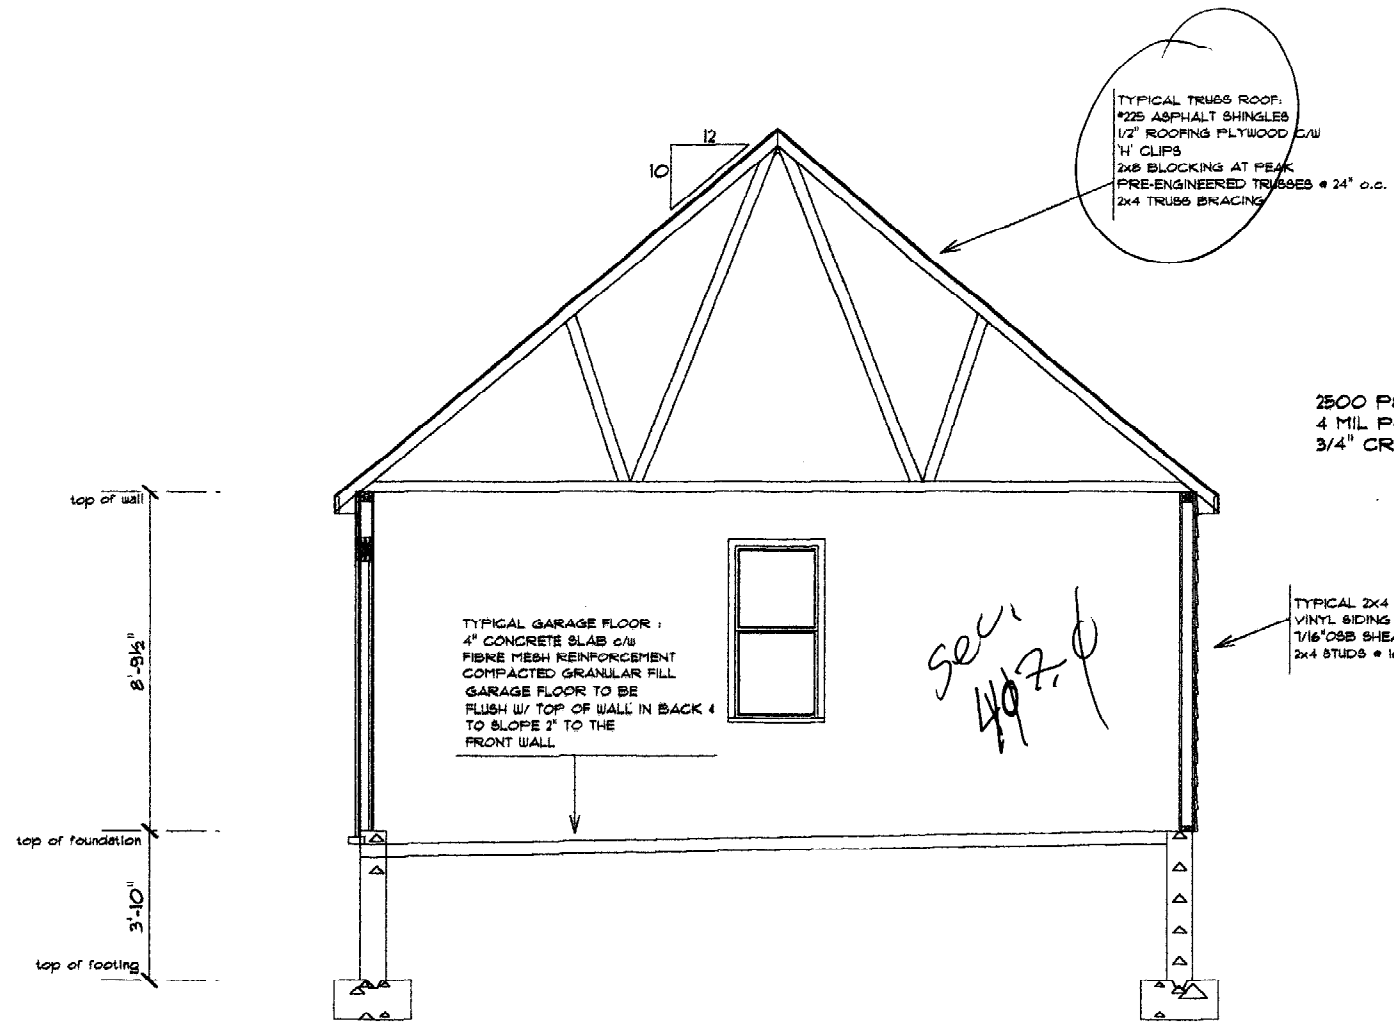 12
10
TYPICAL TRUSS ROOF:
#225 ASPHALT SHINGLES
1/2" ROOFING PLYWOOD C/W
'H' CLIPS
2x8 BLOCKING AT PEAK
PRE-ENGINEERED TRUSSES @ 24" o.c.
2x4 TRUSS BRACING
2500 P
4 MIL P
3/4" CR
top of wall
8'-9½"
TYPICAL GARAGE FLOOR :
4" CONCRETE SLAB c/w
FIBRE MESH REINFORCEMENT
COMPACTED GRANULAR FILL
GARAGE FLOOR TO BE
FLUSH W/ TOP OF WALL IN BACK &
TO SLOPE 2" TO THE
FRONT WALL
TYPICAL 2X4
VINYL SIDING
7/16"OSB SHEA
2x4 STUDS @ 1
top of foundation
3'-10"
top of footing